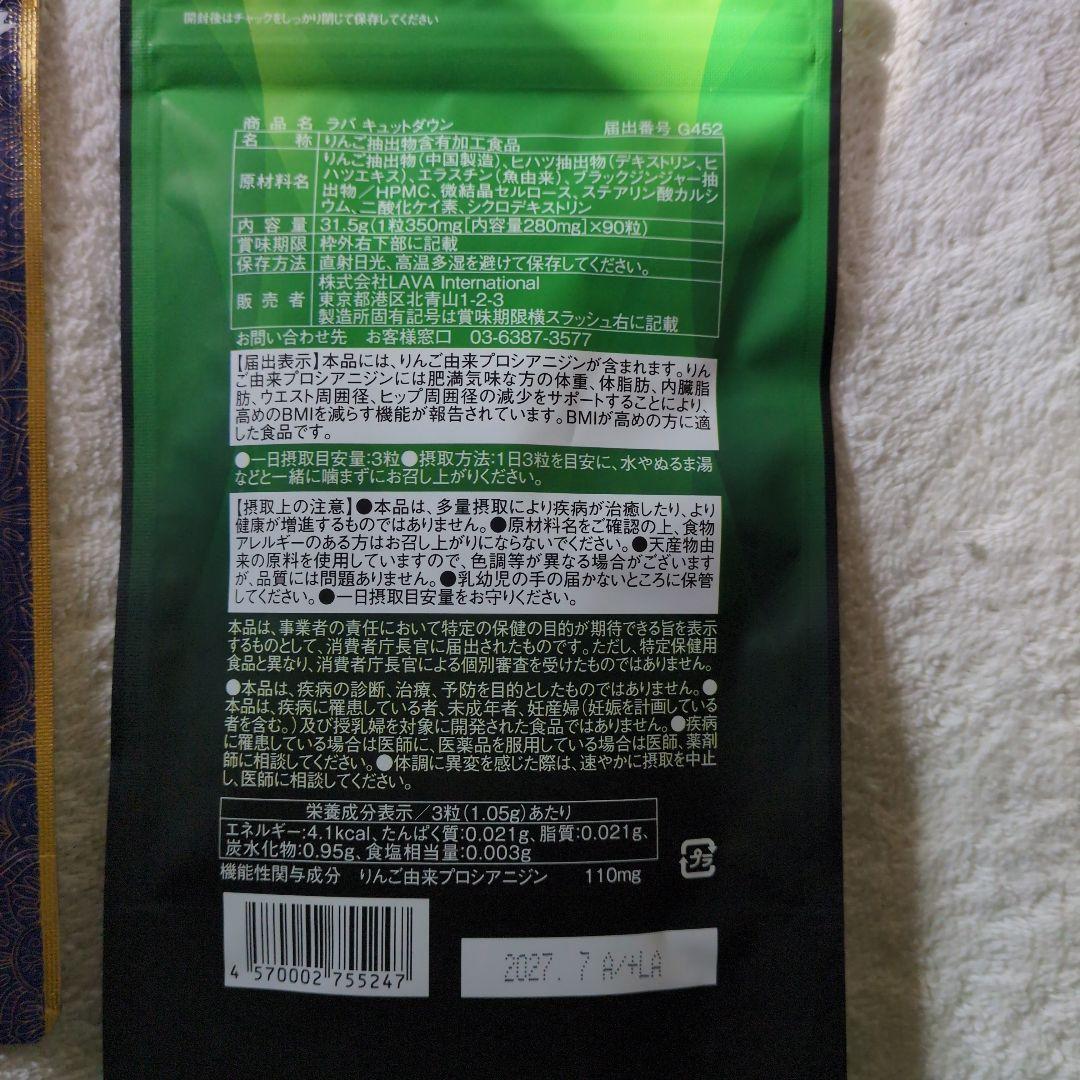 開封後はチャックをしっかり閉じて保存してください
商品名 ラバ キュットダウン 届出番号 G452
名称 りんご抽出物含有加工食品
原材料名 りんご抽出物(中国製造)、ヒハツ抽出物(デキストリン、ヒ
ハツエキス)、エラスチン(魚由来)、ブラックジンジャー抽
出物/HPMC、微結晶セルロース、ステアリン酸カルシ
ウム、二酸化ケイ素、シクロデキストリン
内容量 31.5g(1粒350mg[内容量280mg]×90粒)
賞味期限 枠外右下部に記載
保存方法 直射日光、高温多湿を避けて保存してください。
販売者 株式会社LAVA International
東京都港区北青山1-2-3
製造所固有記号は賞味期限横スラッシュ右に記載
お問い合わせ先 お客様窓口 03-6387-3577
【届出表示】本品には、りんご由来プロシアニジンが含まれます。りん
ご由来プロシアニジンには肥満気味な方の体重、体脂肪、内臓脂
肪、ウエスト周囲径、ヒップ周囲径の減少をサポートすることにより、
高めのBMIを減らす機能が報告されています。BMIが高めの方に適
した食品です。
●一日摂取目安量:3粒●摂取方法:1日3粒を目安に、水やぬるま湯
などと一緒に噛まずにお召し上がりください。
【摂取上の注意】●本品は、多量摂取により疾病が治癒したり、より
健康が増進するものではありません。●原材料名をご確認の上、食物
アレルギーのある方はお召し上がりにならないでください。●天産物由
来の原料を使用していますので、色調等が異なる場合がございます
が、品質には問題ありません。●乳幼児の手の届かないところに保管
してください。●一日摂取目安量をお守りください。
本品は、事業者の責任において特定の保健の目的が期待できる旨を表示
するものとして、消費者庁長官に届出されたものです。ただし、特定保健用
食品と異なり、消費者庁長官による個別審査を受けたものではありません。
●本品は、疾病の診断、治療、予防を目的としたものではありません。●
本品は、疾病に罹患している者、未成年者、妊産婦(妊娠を計画している
者を含む。)及び授乳婦を対象に開発された食品ではありません。●疾病
に罹患している場合は医師に、医薬品を服用している場合は医師、薬剤
師に相談してください。●体調に異変を感じた際は、速やかに摂取を中止
し、医師に相談してください。
栄養成分表示/3粒(1.05g)あたり
エネルギー:4.1kcal、たんぱく質:0.021g、脂質:0.021g、
炭水化物:0.95g、食塩相当量:0.003g
機能性関与成分 りんご由来プロシアニジン 110mg
プラ
4 570002 755247
2027. 7 A/+LA